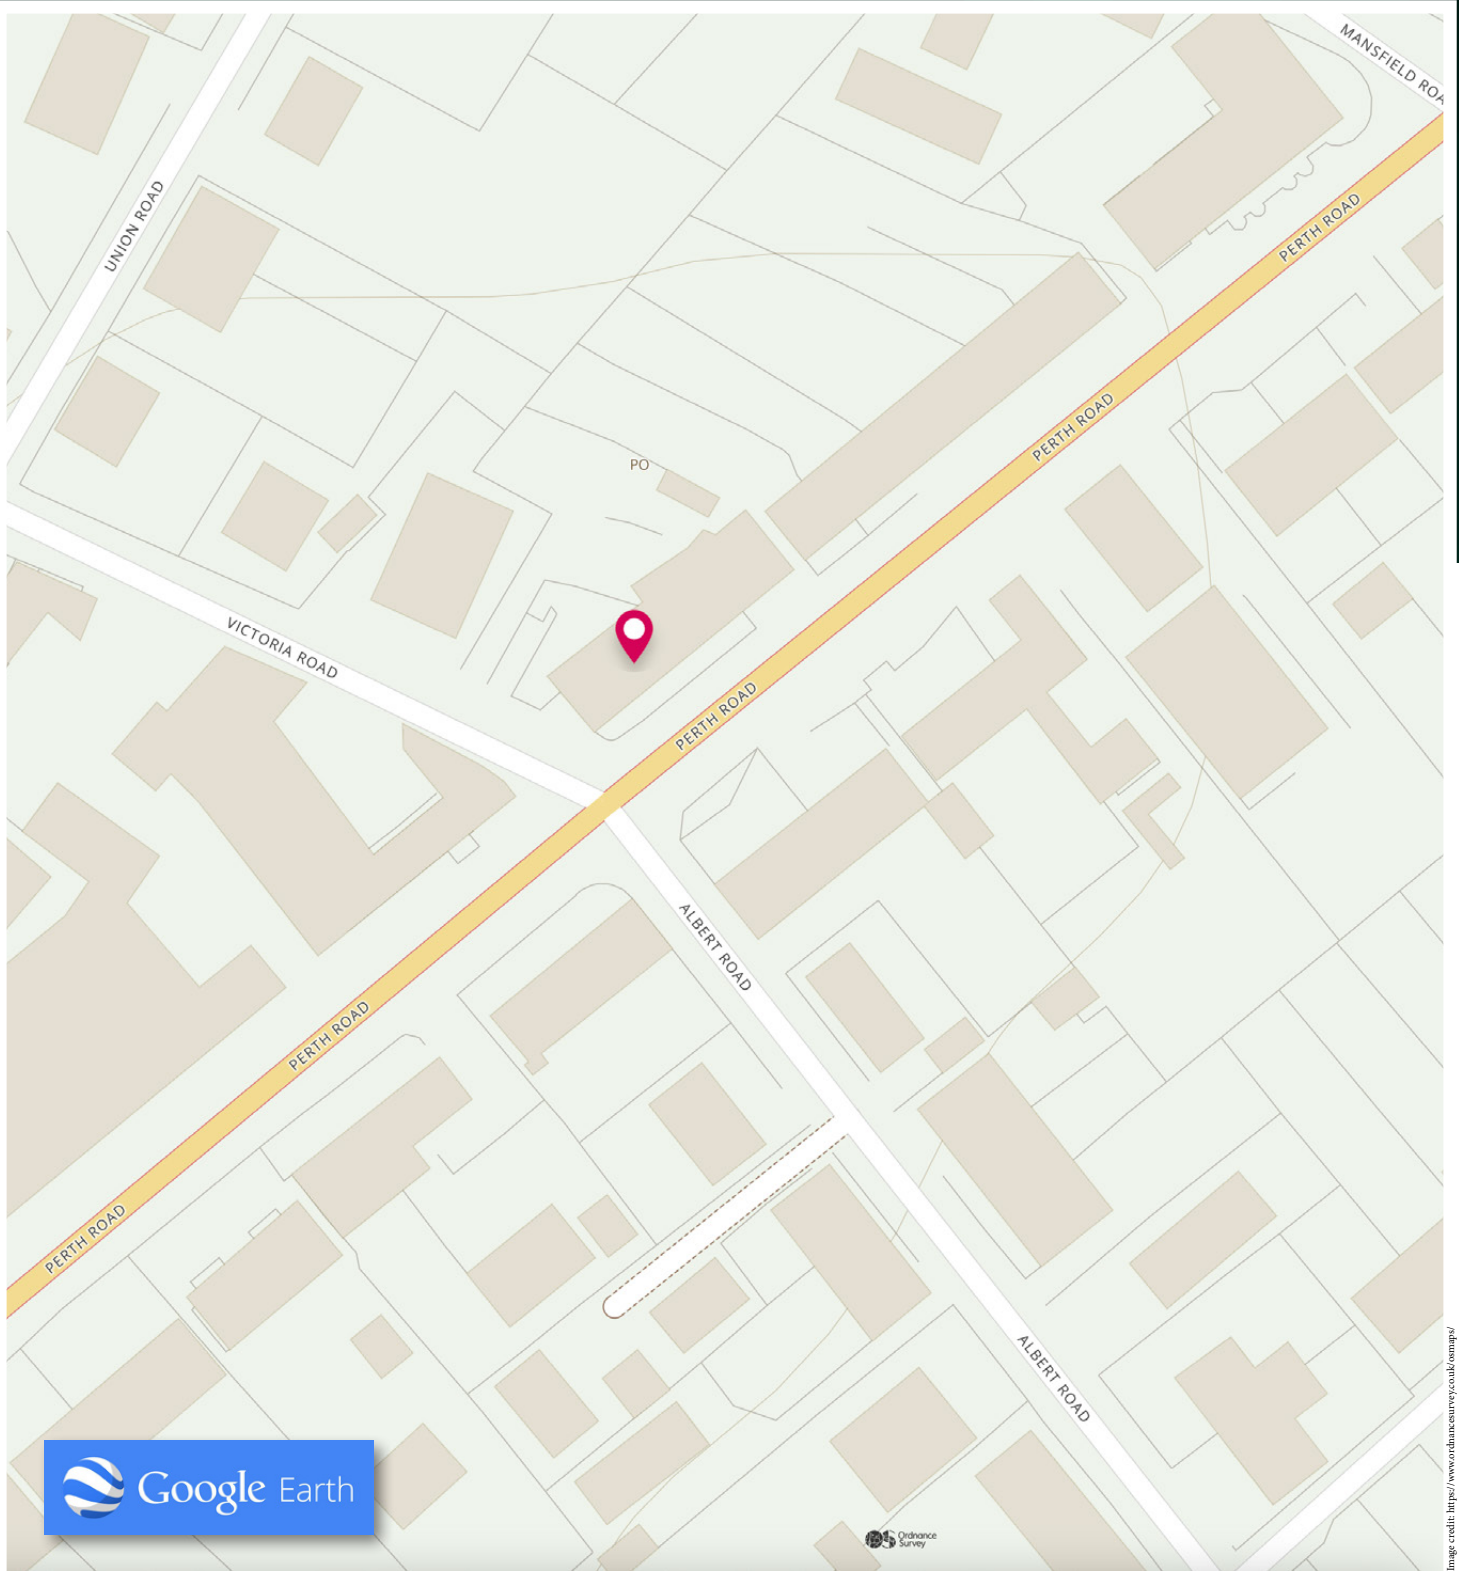 MANSFIELD ROA
UNION ROAD
PERTH ROAD
PERTH ROAD
PO
VICTORIA ROAD
PERTH ROAD
ALBERT ROAD
PERTH ROAD
PERTH ROAD
ALBERT ROAD
Google Earth
Ordnance
Survey
Image credit: https://www.ordnancesurvey.co.uk/osmaps/